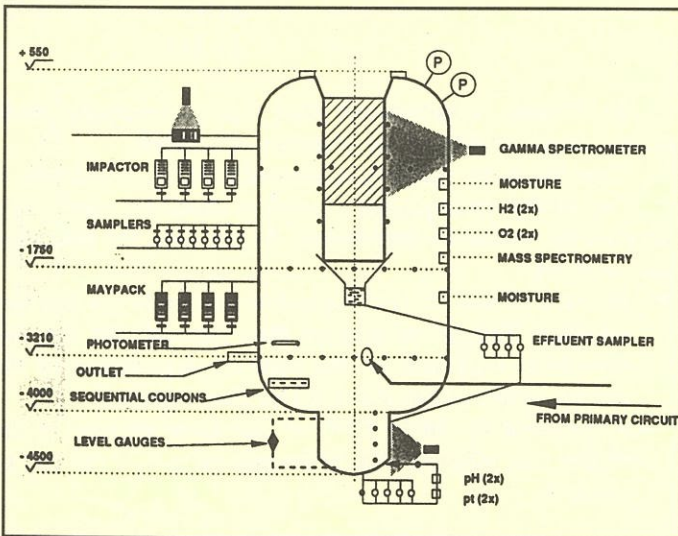 + 550
P
P
GAMMA SPECTROMETER
IMPACTOR
MOISTURE
H2 (2x)
SAMPLERS
O2 (2x)
- 1750
MASS SPECTROMETRY
MAYPACK
MOISTURE
PHOTOMETER
EFFLUENT SAMPLER
- 3210
OUTLET
SEQUENTIAL COUPONS
- 4000
FROM PRIMARY CIRCUIT
LEVEL GAUGES
- 4500
pH (2x)
pt (2x)